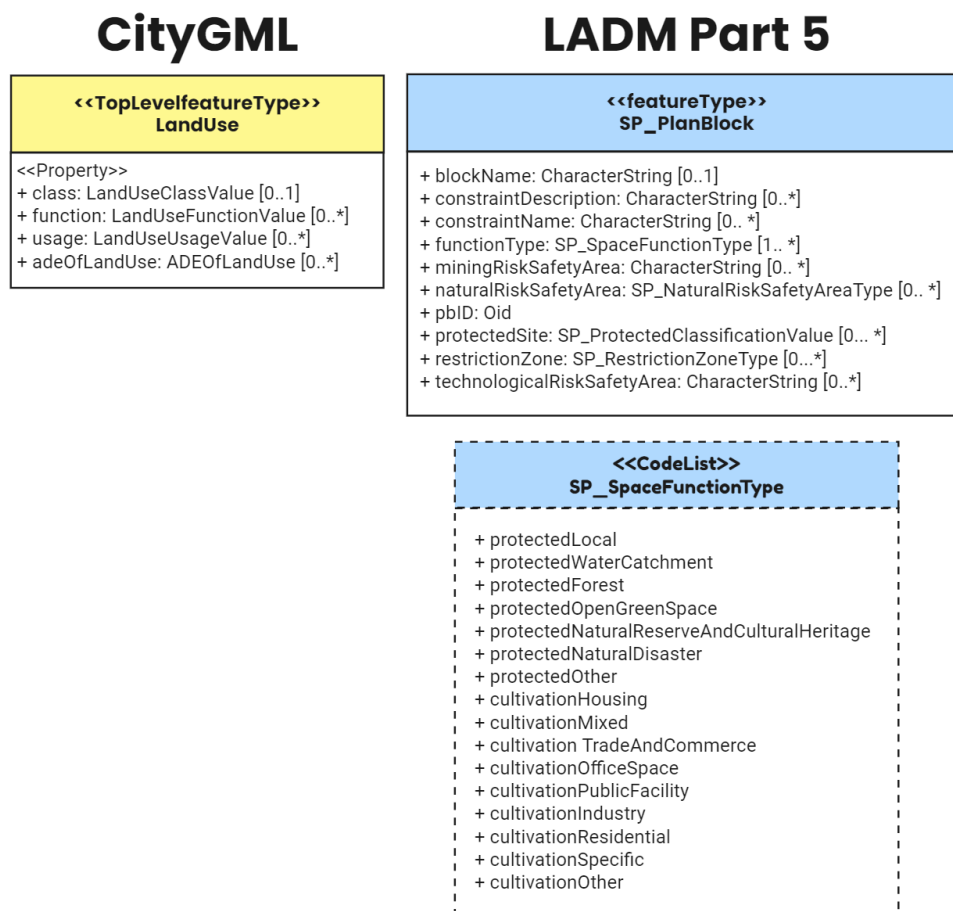 CityGML
<<TopLevelfeatureType>>
LandUse
<<Property>>
+ class: LandUseClassValue [0..1]
+ function: LandUseFunctionValue [0..*]
+ usage: LandUseUsageValue [0..*]
+ adeOfLandUse: ADEOfLandUse [0..*]
LADM Part 5
<<featureType>>
SP_PlanBlock
+ blockName: CharacterString [0..1]
+ constraintDescription: CharacterString [0..*]
+ constraintName: CharacterString [0.. *]
+ functionType: SP_SpaceFunctionType [1.. *]
+ miningRiskSafetyArea: CharacterString [0.. *]
+ naturalRiskSafetyArea: SP_NaturalRiskSafetyAreaType [0.. *]
+ pbID: Oid
+ protectedSite: SP_ProtectedClassificationValue [0... *]
+ restrictionZone: SP_RestrictionZoneType [0...*]
+ technologicalRiskSafetyArea: CharacterString [0..*]
<<CodeList>>
SP_SpaceFunctionType
+ protectedLocal
+ protectedWaterCatchment
+ protectedForest
+ protectedOpenGreenSpace
+ protectedNaturalReserveAndCulturalHeritage
+ protectedNaturalDisaster
+ protectedOther
+ cultivationHousing
+ cultivationMixed
+ cultivation TradeAndCommerce
+ cultivationOfficeSpace
+ cultivationPublicFacility
+ cultivationIndustry
+ cultivationResidential
+ cultivationSpecific
+ cultivationOther